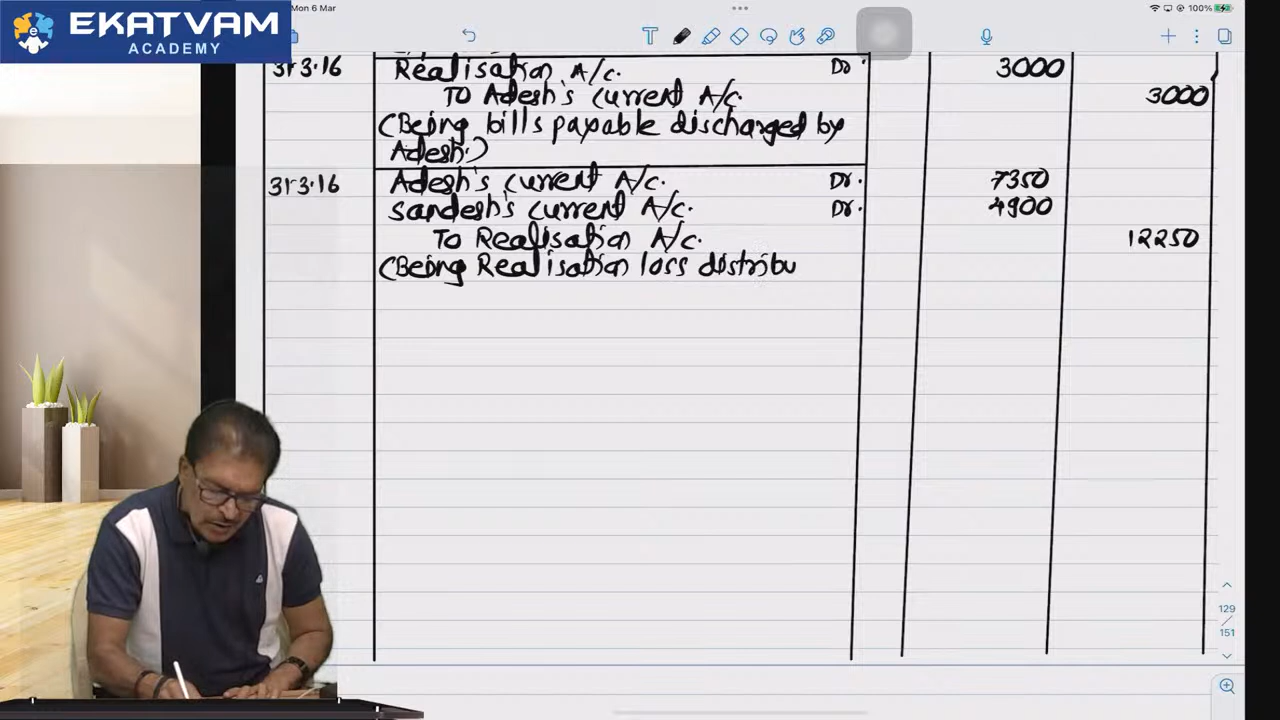 EKATVAM
ACADEMY
Mon 6 Mar
100%
31·3·16 Realisation A/c. Dr. 3000
To Adesh's Current A/c. 3000
(Being bills payable discharged by
Adesh.)
31·3·16 Adesh's Current A/c. Dr. 7350
Sandesh's Current A/c. Dr. 4900
To Realisation A/c. 12250
(Being Realisation loss distribu
129
/
151